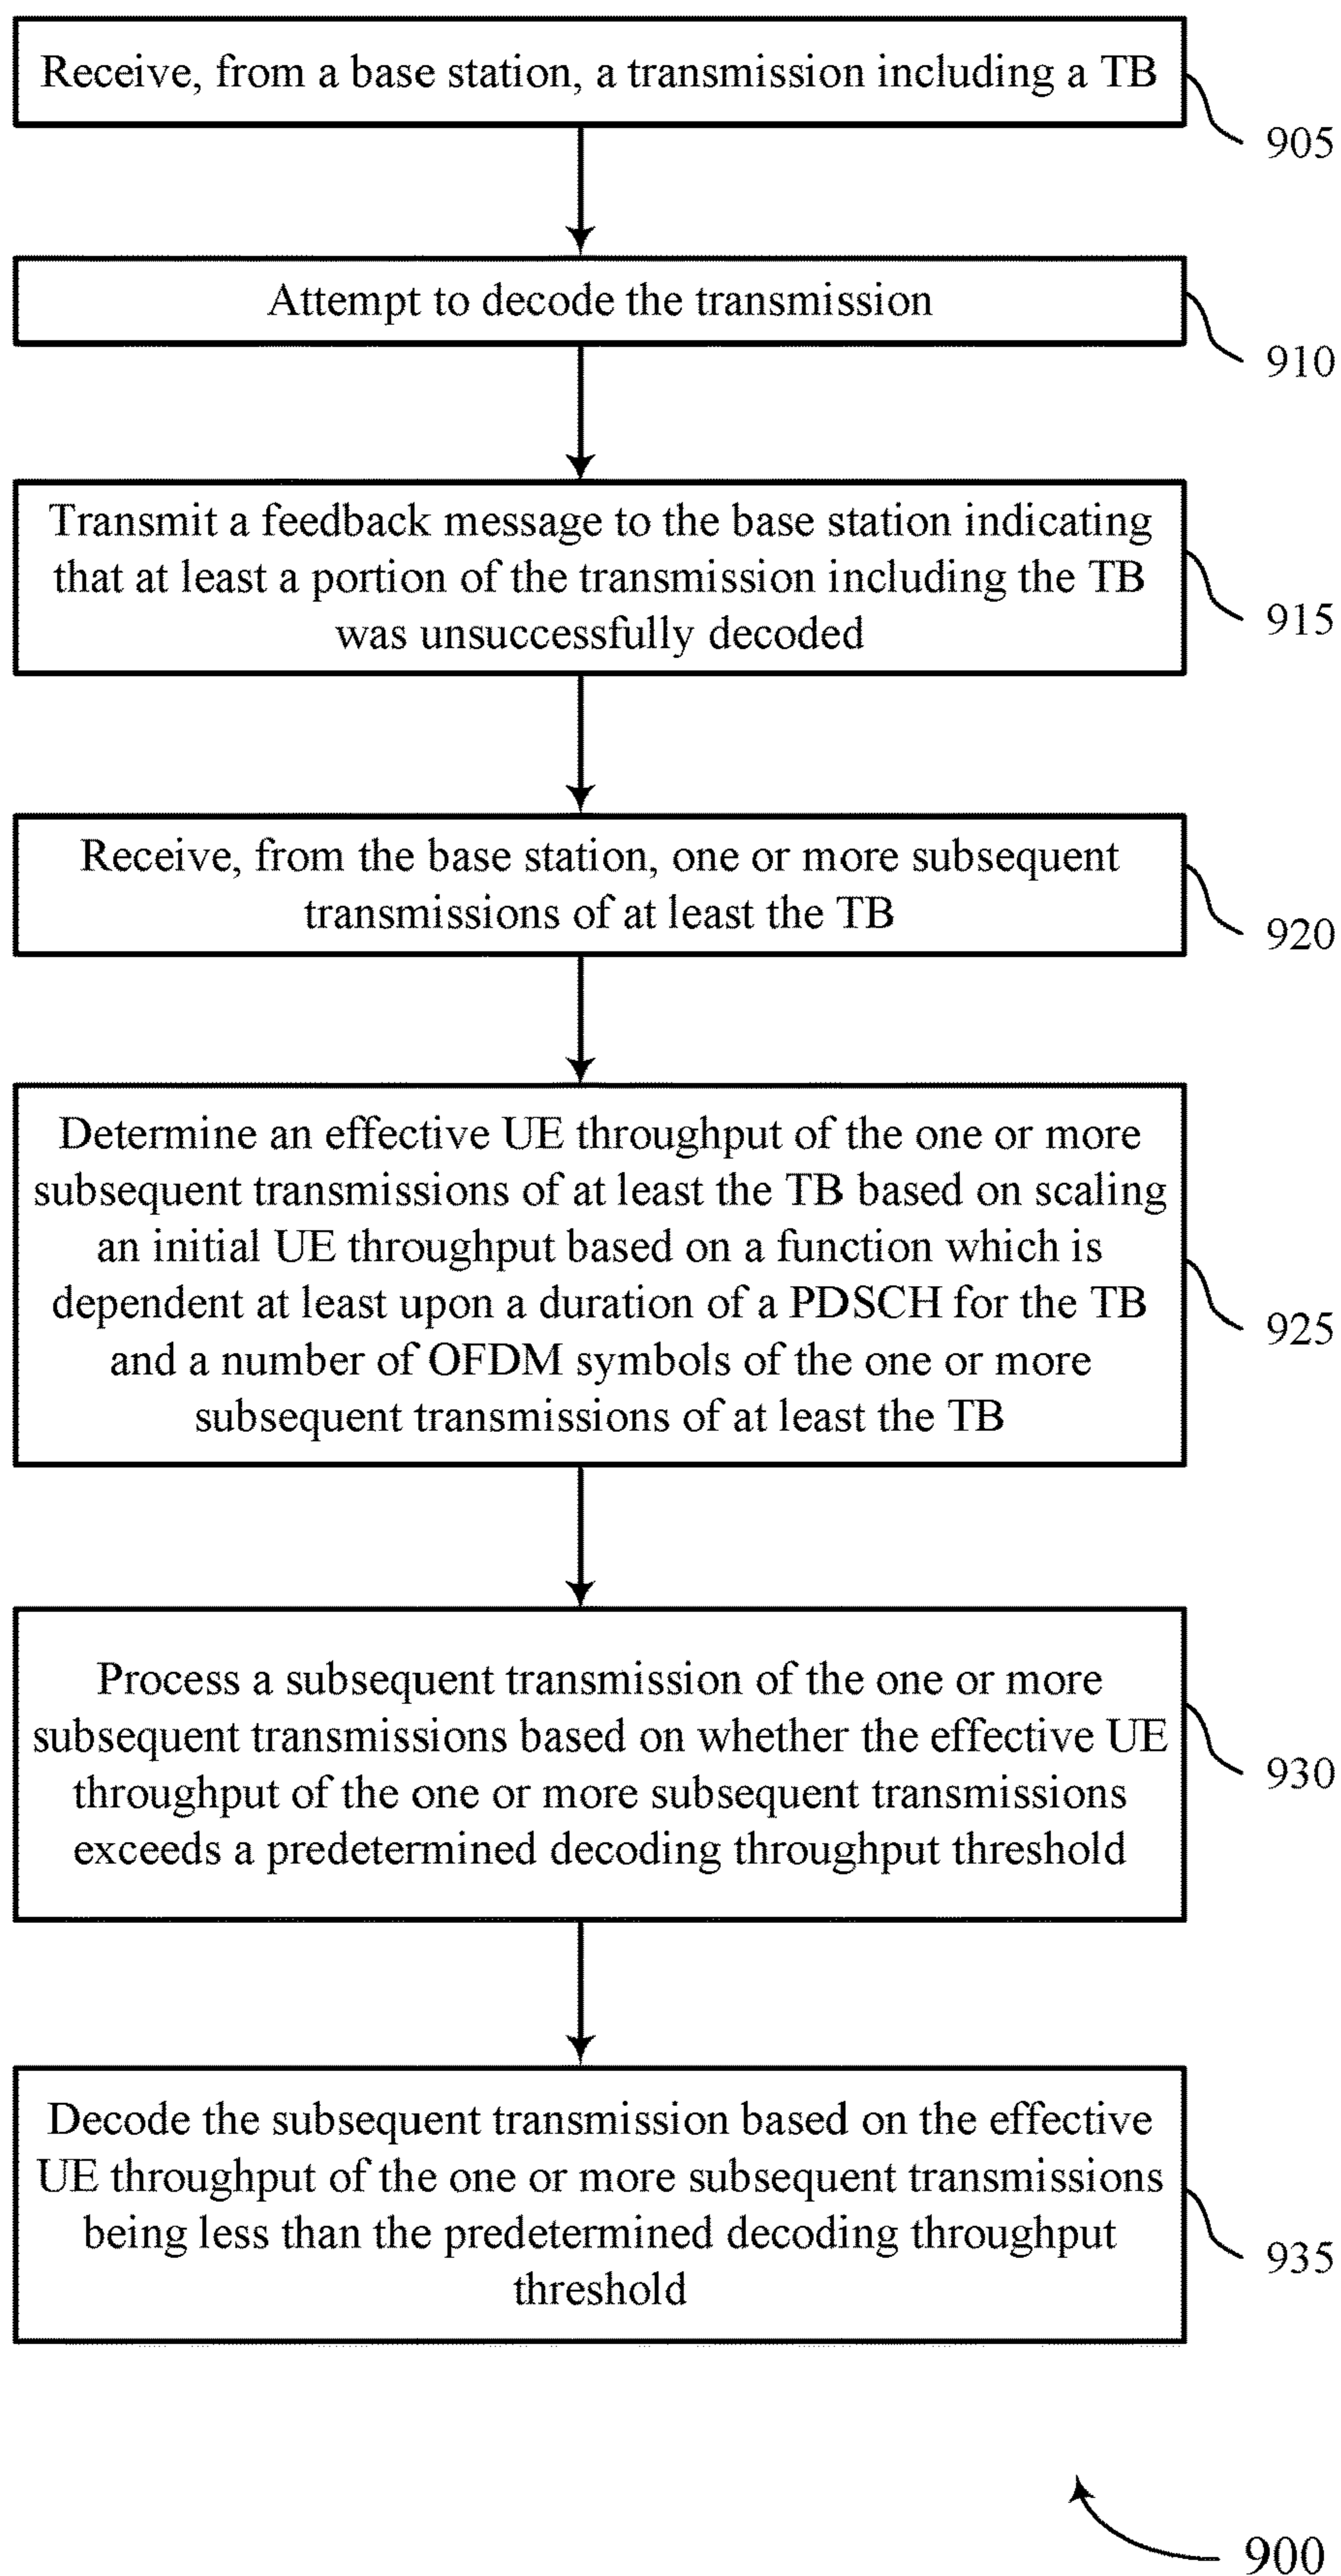 Receive, from a base station, a transmission including a TB
905
Attempt to decode the transmission
910
Transmit a feedback message to the base station indicating
that at least a portion of the transmission including the TB
was unsuccessfully decoded
915
Receive, from the base station, one or more subsequent
transmissions of at least the TB
920
Determine an effective UE throughput of the one or more
subsequent transmissions of at least the TB based on scaling
an initial UE throughput based on a function which is
dependent at least upon a duration of a PDSCH for the TB
and a number of OFDM symbols of the one or more
subsequent transmissions of at least the TB
925
Process a subsequent transmission of the one or more
subsequent transmissions based on whether the effective UE
throughput of the one or more subsequent transmissions
exceeds a predetermined decoding throughput threshold
930
Decode the subsequent transmission based on the effective
UE throughput of the one or more subsequent transmissions
being less than the predetermined decoding throughput
threshold
935
900